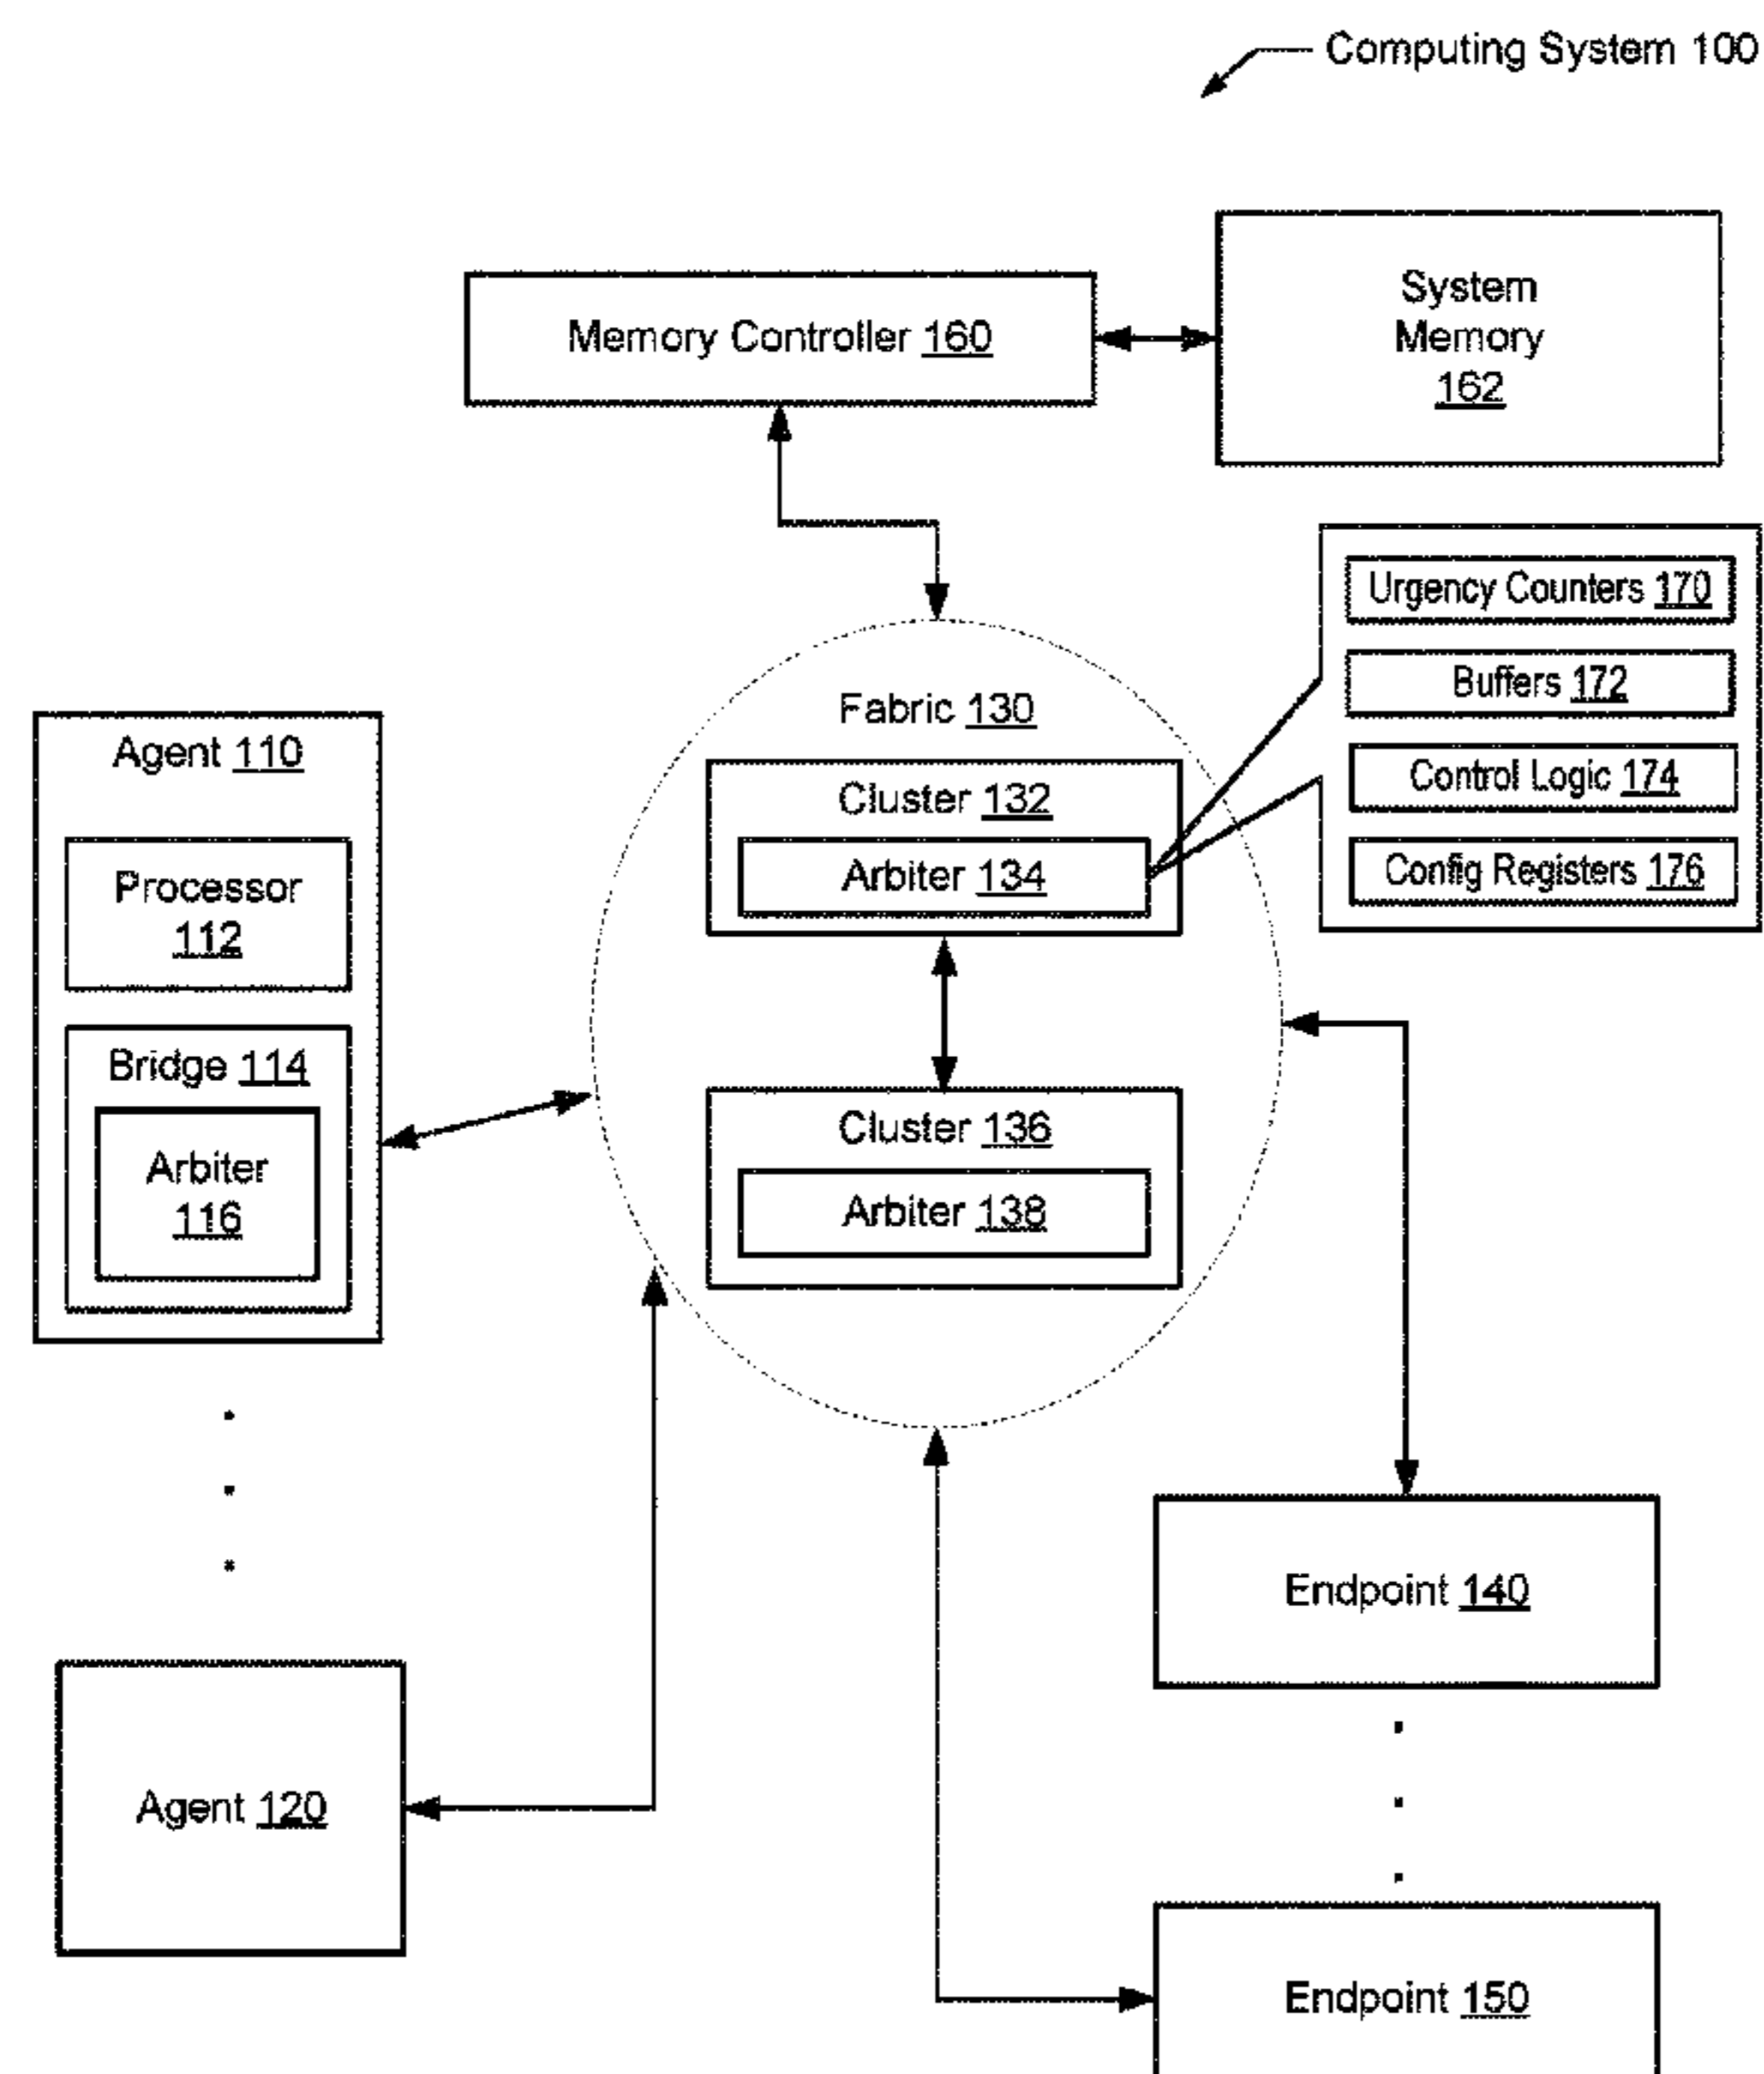 Computing System 100
System
Memory
162
Memory Controller 160
Urgency Counters 170
Buffers 172
Control Logic 174
Config Registers 176
Fabric 130
Cluster 132
Arbiter 134
Cluster 136
Arbiter 138
Agent 110
Processor
112
Bridge 114
Arbiter
116
Agent 120
Endpoint 140
Endpoint 150